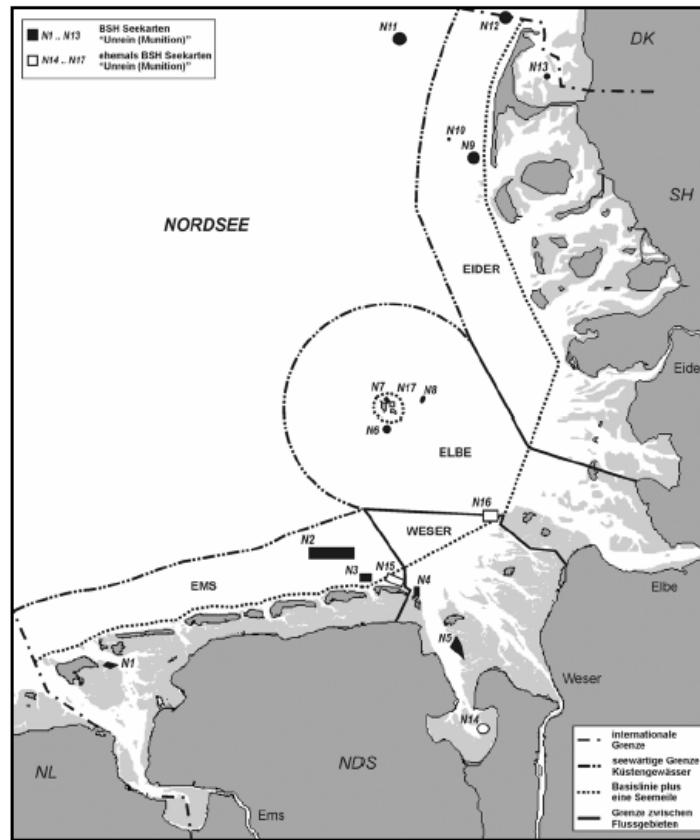 N1 .. N13 BSH Seekarten
"Unrein (Munition)"
N14 .. N17 ehemals BSH Seekarten
"Unrein (Munition)"
N11
N12
DK
N13
N10
N9
SH
NORDSEE
EIDER
Eide
N7 N17 N8
N6
ELBE
N16
WESER
N2
N15
N3
N4
EMS
Elbe
N5
N1
Weser
N14
NL
NDS
Ems
internationale
Grenze
seewärtige Grenze
Küstengewässer
Basislinie plus
eine Seemeile
Grenze zwischen
Flussgebieten